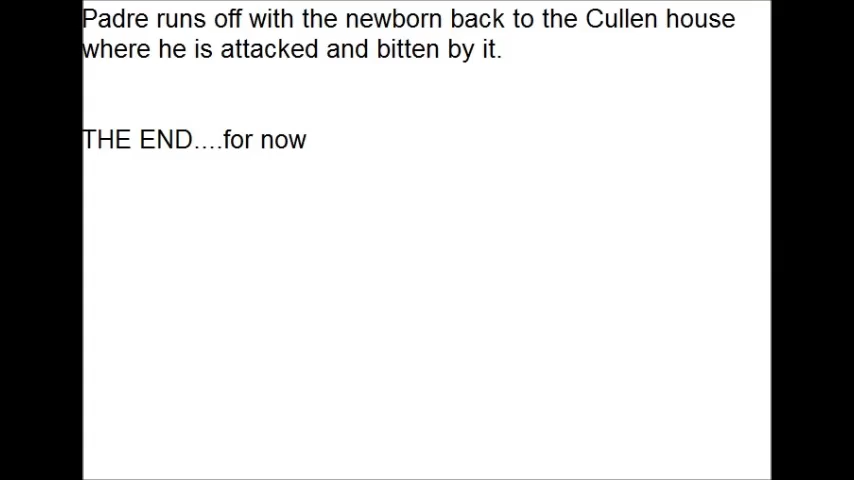 Padre runs off with the newborn back to the Cullen house
where he is attacked and bitten by it.
THE END....for now